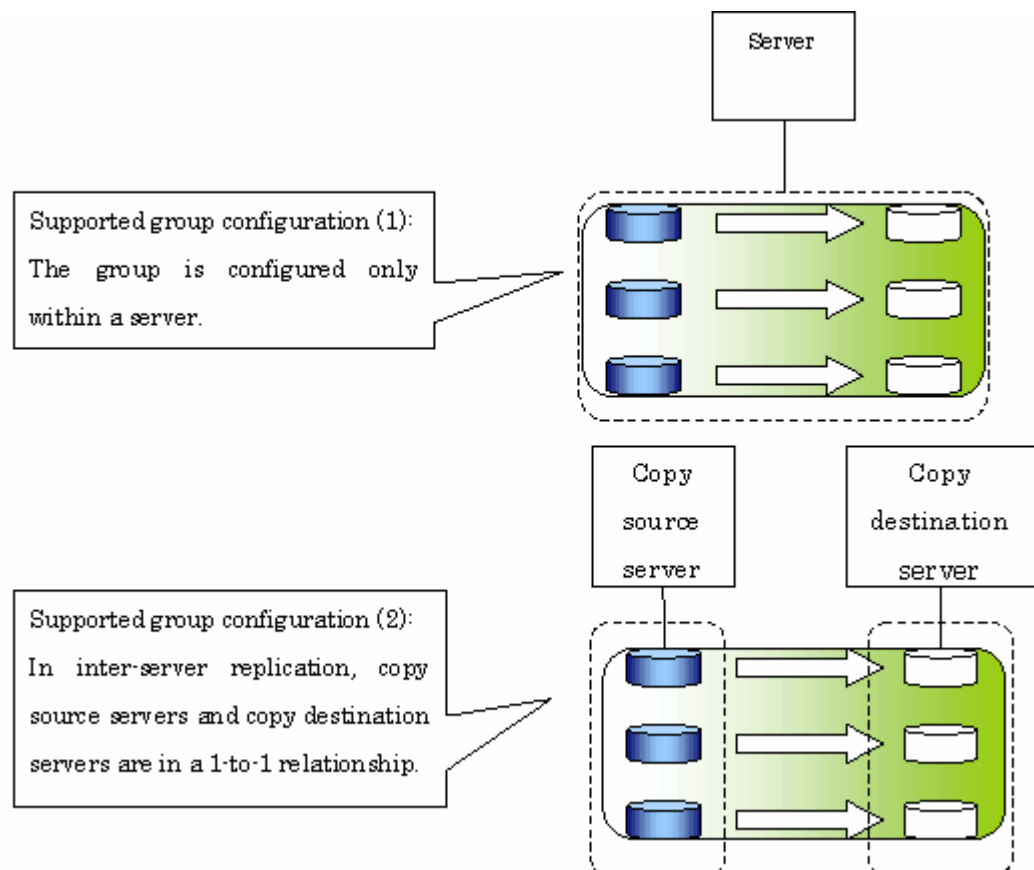 Server
Supported group configuration (1):
The group is configured only
within a server.
Copy
source
server
Copy
destination
server
Supported group configuration (2):
In inter-server replication, copy
source servers and copy destination
servers are in a 1-to-1 relationship.